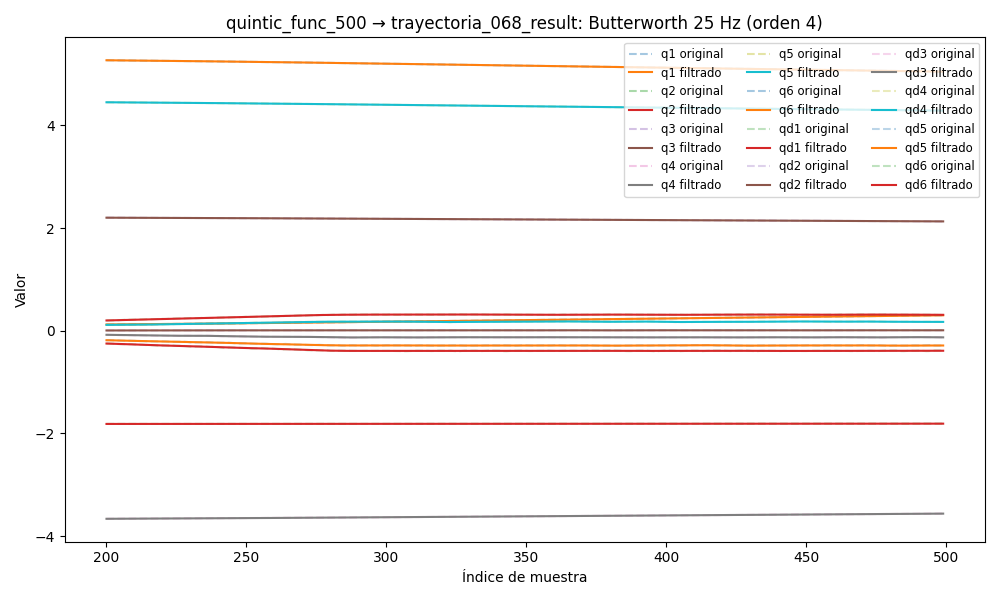 quintic_func_500 → trayectoria_068_result: Butterworth 25 Hz (orden 4)
q1 original q5 original qd3 original
q1 filtrado q5 filtrado qd3 filtrado
q2 original q6 original qd4 original
q2 filtrado q6 filtrado qd4 filtrado
q3 original qd1 original qd5 original
q3 filtrado qd1 filtrado qd5 filtrado
q4 original qd2 original qd6 original
q4 filtrado qd2 filtrado qd6 filtrado
4
2
0
−2
−4
Valor
200 250 300 350 400 450 500
Índice de muestra